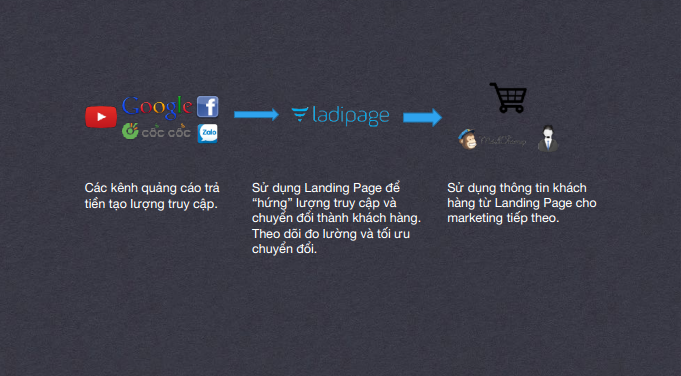 Google
f
cốc cốc
Zalo
ladipage
MailChimp
Các kênh quảng cáo trả
tiền tạo lượng truy cập.
Sử dụng Landing Page để
“hứng” lượng truy cập và
chuyển đổi thành khách hàng.
Theo dõi đo lường và tối ưu
chuyển đổi.
Sử dụng thông tin khách
hàng từ Landing Page cho
marketing tiếp theo.